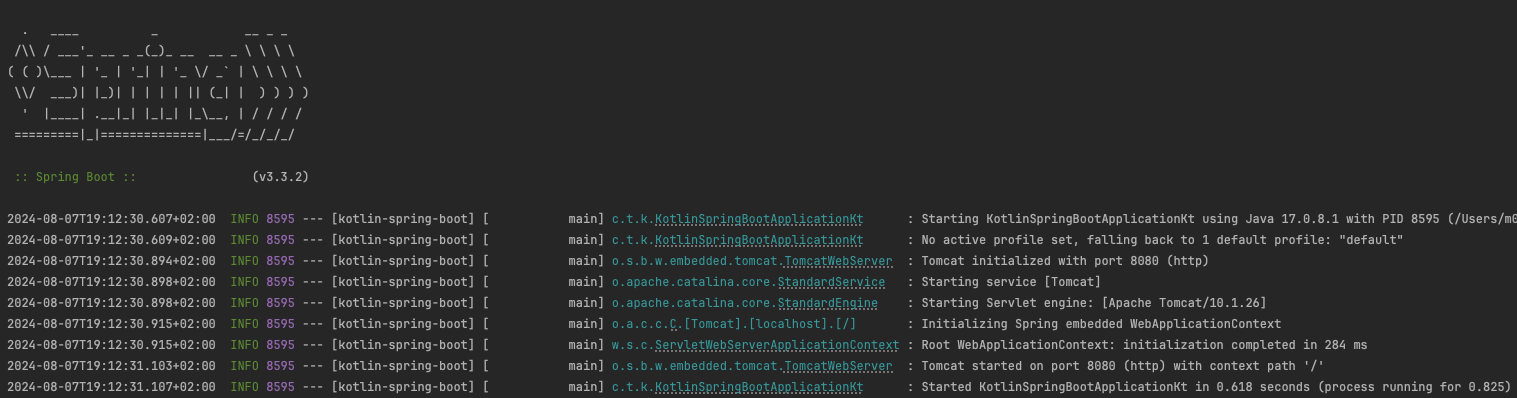 .   ____          _            __ _ _
 /\\ / ___'_ __ _ _(_)_ __  __ _ \ \ \ \
( ( )\___ | '_ | '_| | '_ \/ _` | \ \ \ \
 \\/  ___)| |_)| | | | | || (_| |  ) ) ) )
  '  |____| .__|_| |_|_| |_\__, | / / / /
 =========|_|==============|___/=/_/_/_/
 :: Spring Boot ::                (v3.3.2)
2024-08-07T19:12:30.607+02:00  INFO 8595 --- [kotlin-spring-boot] [           main] c.t.k.KotlinSpringBootApplicationKt      : Starting KotlinSpringBootApplicationKt using Java 17.0.8.1 with PID 8595 (/Users/m0
2024-08-07T19:12:30.609+02:00  INFO 8595 --- [kotlin-spring-boot] [           main] c.t.k.KotlinSpringBootApplicationKt      : No active profile set, falling back to 1 default profile: "default"
2024-08-07T19:12:30.894+02:00  INFO 8595 --- [kotlin-spring-boot] [           main] o.s.b.w.embedded.tomcat.TomcatWebServer  : Tomcat initialized with port 8080 (http)
2024-08-07T19:12:30.898+02:00  INFO 8595 --- [kotlin-spring-boot] [           main] o.apache.catalina.core.StandardService   : Starting service [Tomcat]
2024-08-07T19:12:30.898+02:00  INFO 8595 --- [kotlin-spring-boot] [           main] o.apache.catalina.core.StandardEngine    : Starting Servlet engine: [Apache Tomcat/10.1.26]
2024-08-07T19:12:30.915+02:00  INFO 8595 --- [kotlin-spring-boot] [           main] o.a.c.c.C.[Tomcat].[localhost].[/]       : Initializing Spring embedded WebApplicationContext
2024-08-07T19:12:30.915+02:00  INFO 8595 --- [kotlin-spring-boot] [           main] w.s.c.ServletWebServerApplicationContext : Root WebApplicationContext: initialization completed in 284 ms
2024-08-07T19:12:31.103+02:00  INFO 8595 --- [kotlin-spring-boot] [           main] o.s.b.w.embedded.tomcat.TomcatWebServer  : Tomcat started on port 8080 (http) with context path '/'
2024-08-07T19:12:31.107+02:00  INFO 8595 --- [kotlin-spring-boot] [           main] c.t.k.KotlinSpringBootApplicationKt      : Started KotlinSpringBootApplicationKt in 0.618 seconds (process running for 0.825)